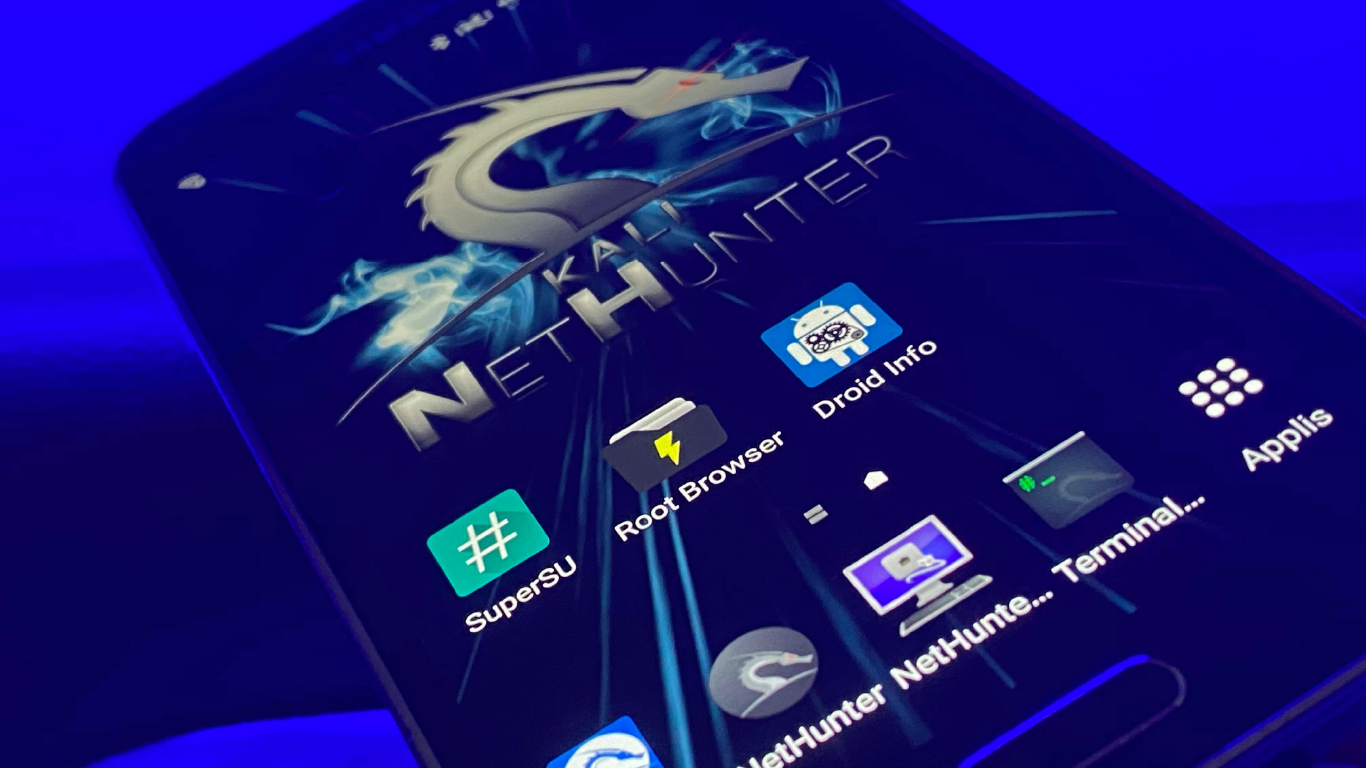 KALI
NETHUNTER
Droid Info
Root Browser
SuperSU
Applis
Terminal...
NetHunte...
NetHunter